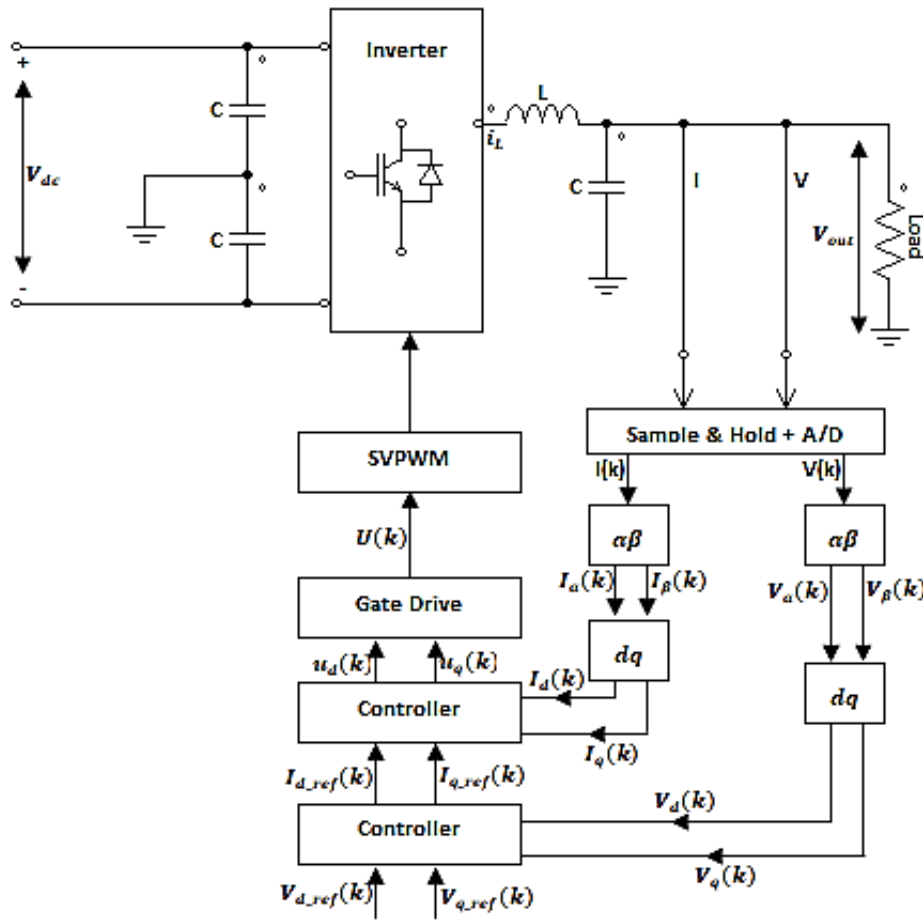 Inverter
+
C
V_dc
C
-
i_L
L
C
I
V
V_out
Load
Sample & Hold + A/D
I{k}
V{k}
αβ
αβ
I_α(k)
I_β(k)
V_α(k)
V_β(k)
dq
dq
SVPWM
U(k)
Gate Drive
u_d(k)
u_q(k)
I_d(k)
Controller
I_q(k)
I_d_ref(k)
I_q_ref(k)
V_d(k)
Controller
V_q(k)
V_d_ref(k)
V_q_ref(k)